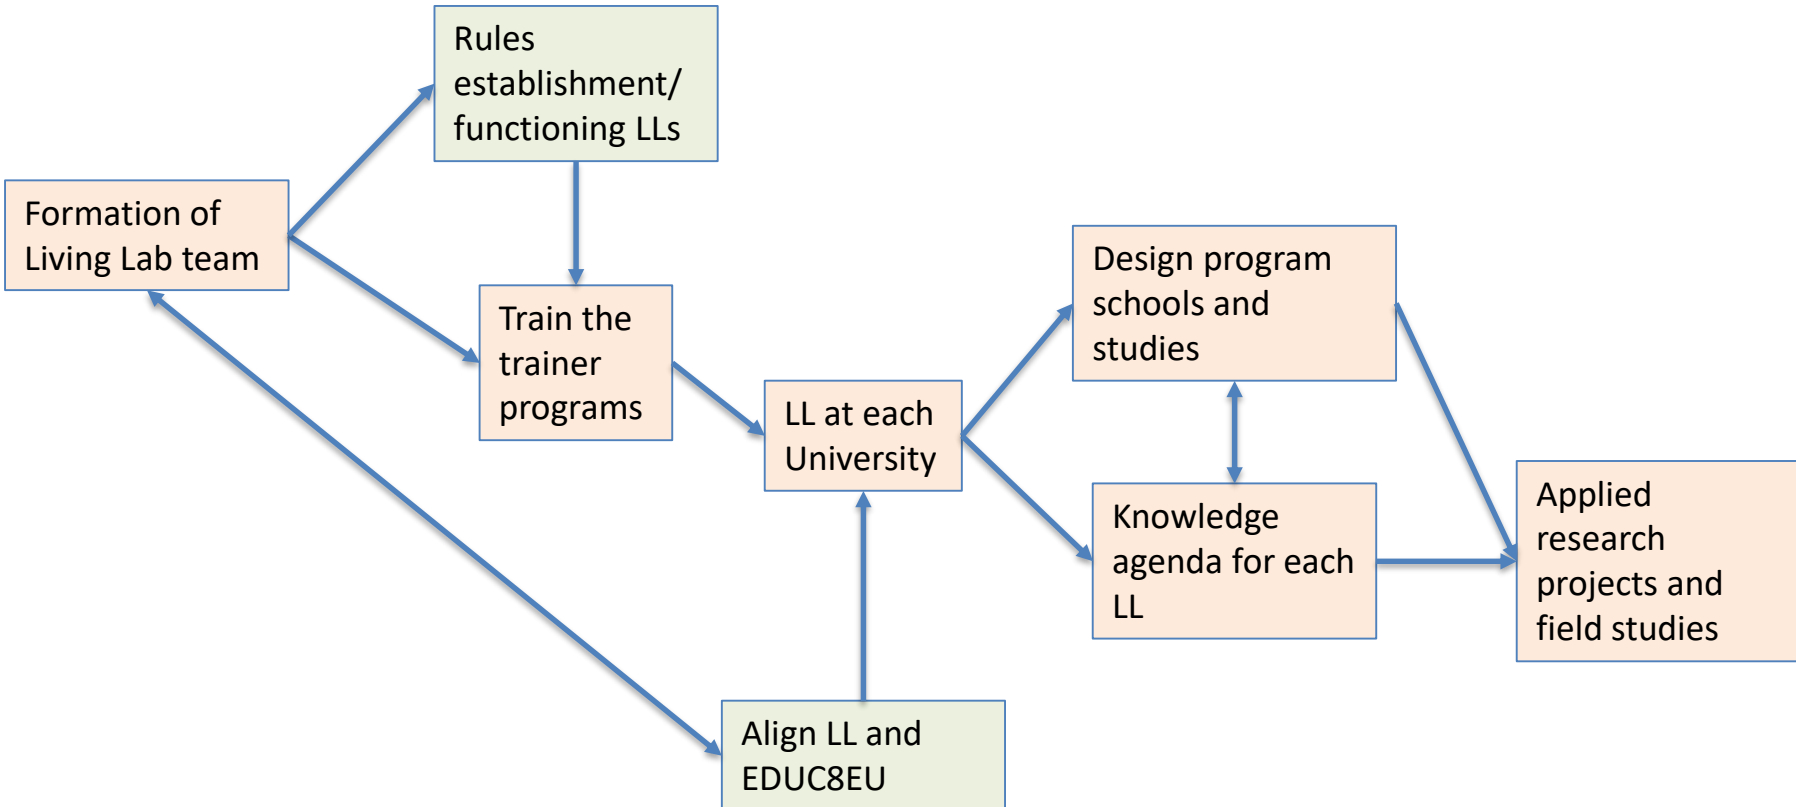 Rules
establishment/
functioning LLs
Formation of
Living Lab team
Train the
trainer
programs
LL at each
University
Design program
schools and
studies
Knowledge
agenda for each
LL
Applied
research
projects and
field studies
Align LL and
EDUC8EU